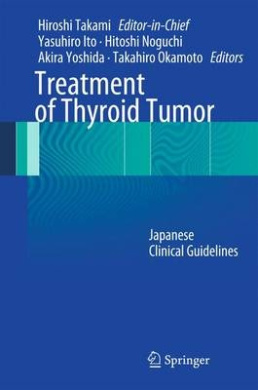 Hiroshi Takami Editor-in-Chief
Yasuhiro Ito · Hitoshi Noguchi
Akira Yoshida · Takahiro Okamoto Editors
Treatment
of Thyroid Tumor
Japanese
Clinical Guidelines
Springer